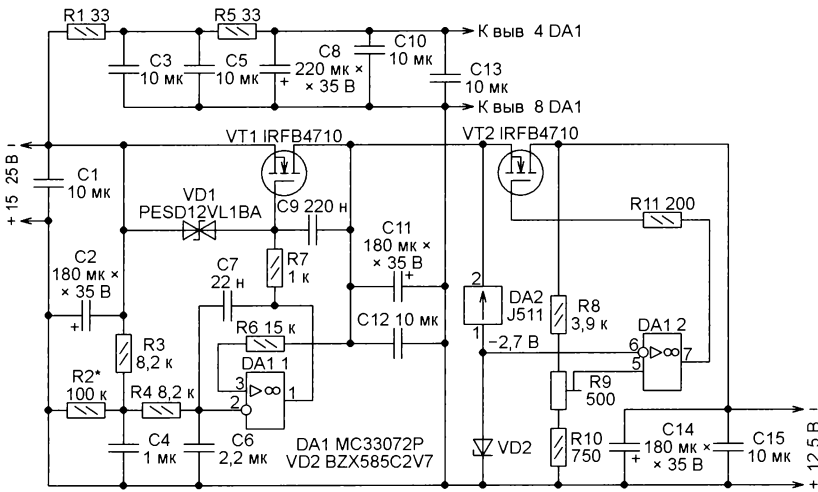 R1 33
R5 33
C3
10 мк
C5
10 мк
C8
220 мк ×
× 35 В
+
C10
10 мк
К выв 4 DA1
C13
10 мк
К выв 8 DA1
+ 15 25 В −
C1
10 мк
VT1 IRFB4710
VT2 IRFB4710
VD1
PESD12VL1BA
C9 220 н
R11 200
C2
180 мк ×
× 35 В
+
C7
22 н
R7
1 к
C11
180 мк ×
× 35 В
+
2
DA2
J511
1
R8
3,9 к
R3
8,2 к
R6 15 к
C12 10 мк
−2,7 В
DA1 2
6
5
7
∞
R2*
100 к
R4 8,2 к
DA1 1
3
2
1
∞
R9
500
C4
1 мк
C6
2,2 мк
DA1 MC33072P
VD2 BZX585C2V7
VD2
R10
750
C14
180 мк ×
× 35 В
+
C15
10 мк
+ 12,5 В −